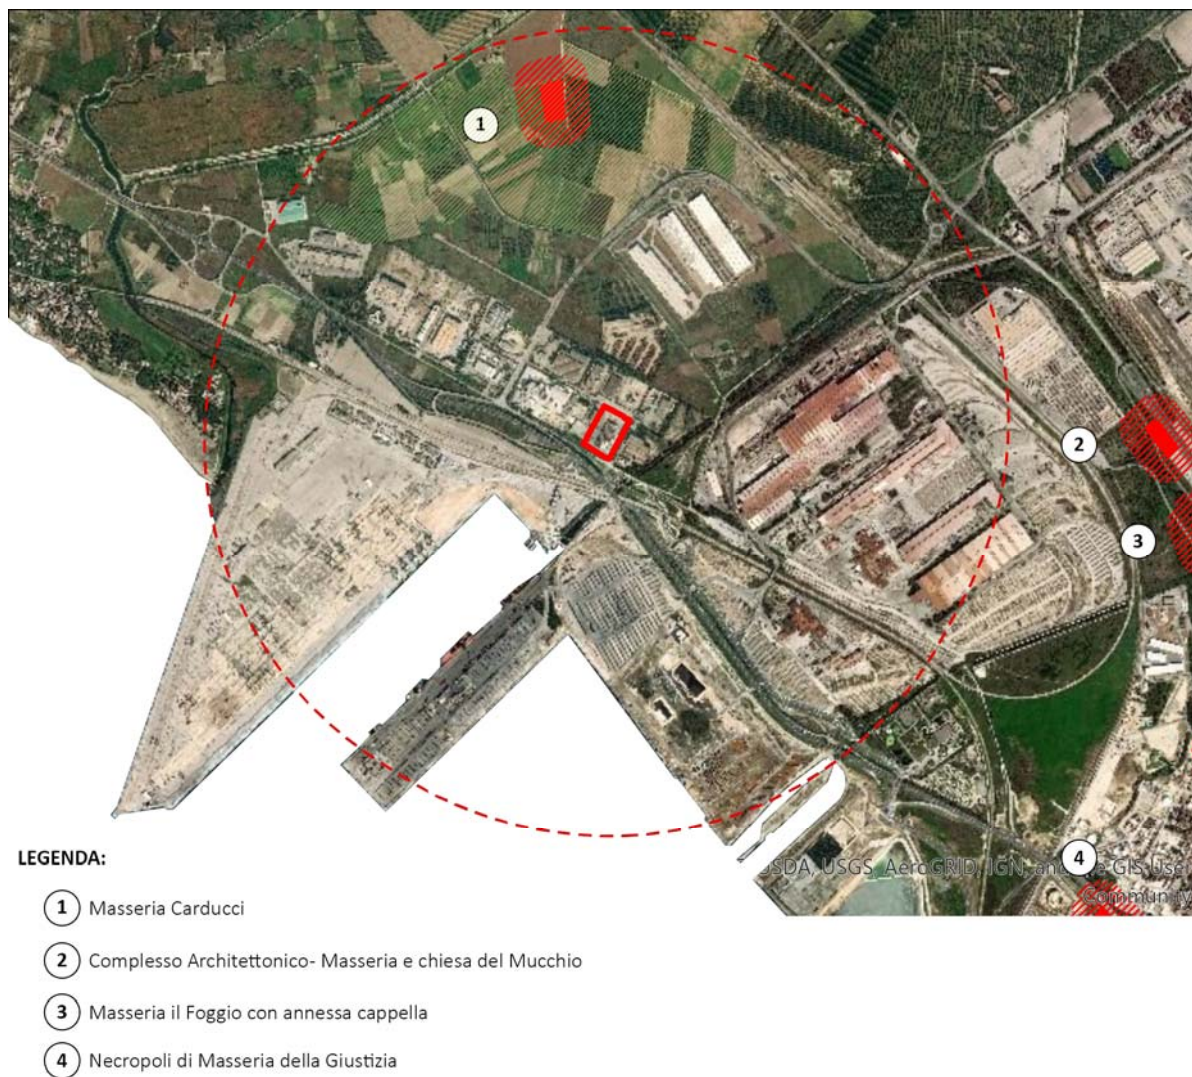 1
2
3
4
USDA, USGS, AeroGRID, IGN, and the GIS User
Community
LEGENDA:
1 Masseria Carducci
2 Complesso Architettonico- Masseria e chiesa del Mucchio
3 Masseria il Foggio con annessa cappella
4 Necropoli di Masseria della Giustizia